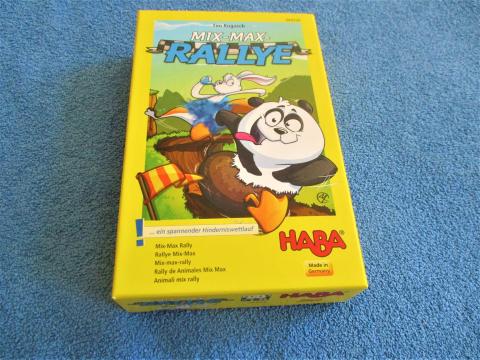 Tim Rogasch
MIX-MAX-
RALLYE
... ein spannender Hinderniswettlauf
Mix-Max Rally
Rallye Mix-Max
Mix-max-rally
Rally de Animales Mix Max
Animali mix rally
HABA®
Made in
Germany